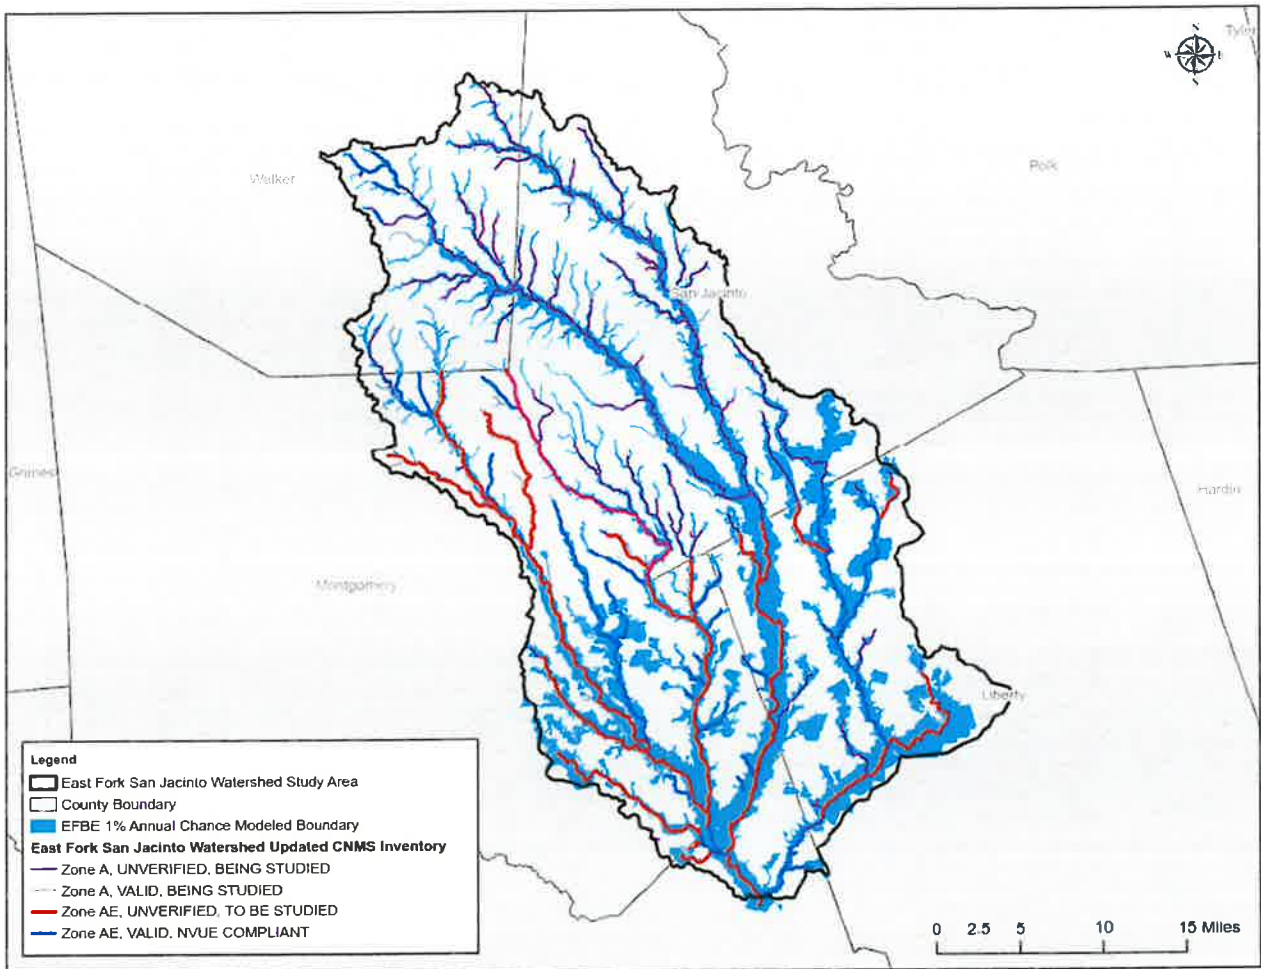 N
W
E
S
Tyler
Walker
Polk
San Jacinto
Grimes
Hardin
Montgomery
Liberty
Legend
East Fork San Jacinto Watershed Study Area
County Boundary
EFBE 1% Annual Chance Modeled Boundary
East Fork San Jacinto Watershed Updated CNMS Inventory
Zone A, UNVERIFIED, BEING STUDIED
Zone A, VALID, BEING STUDIED
Zone AE, UNVERIFIED, TO BE STUDIED
Zone AE, VALID, NVUE COMPLIANT
0 2.5 5 10 15 Miles